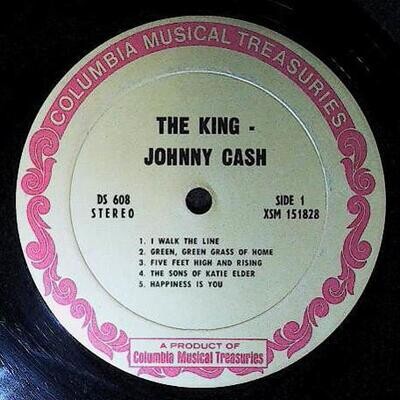 COLUMBIA MUSICAL TREASURIES
THE KING -
JOHNNY CASH
DS 608
STEREO
SIDE 1
XSM 151828
1. I WALK THE LINE
2. GREEN, GREEN GRASS OF HOME
3. FIVE FEET HIGH AND RISING
4. THE SONS OF KATIE ELDER
5. HAPPINESS IS YOU
A PRODUCT OF
Columbia Musical Treasuries